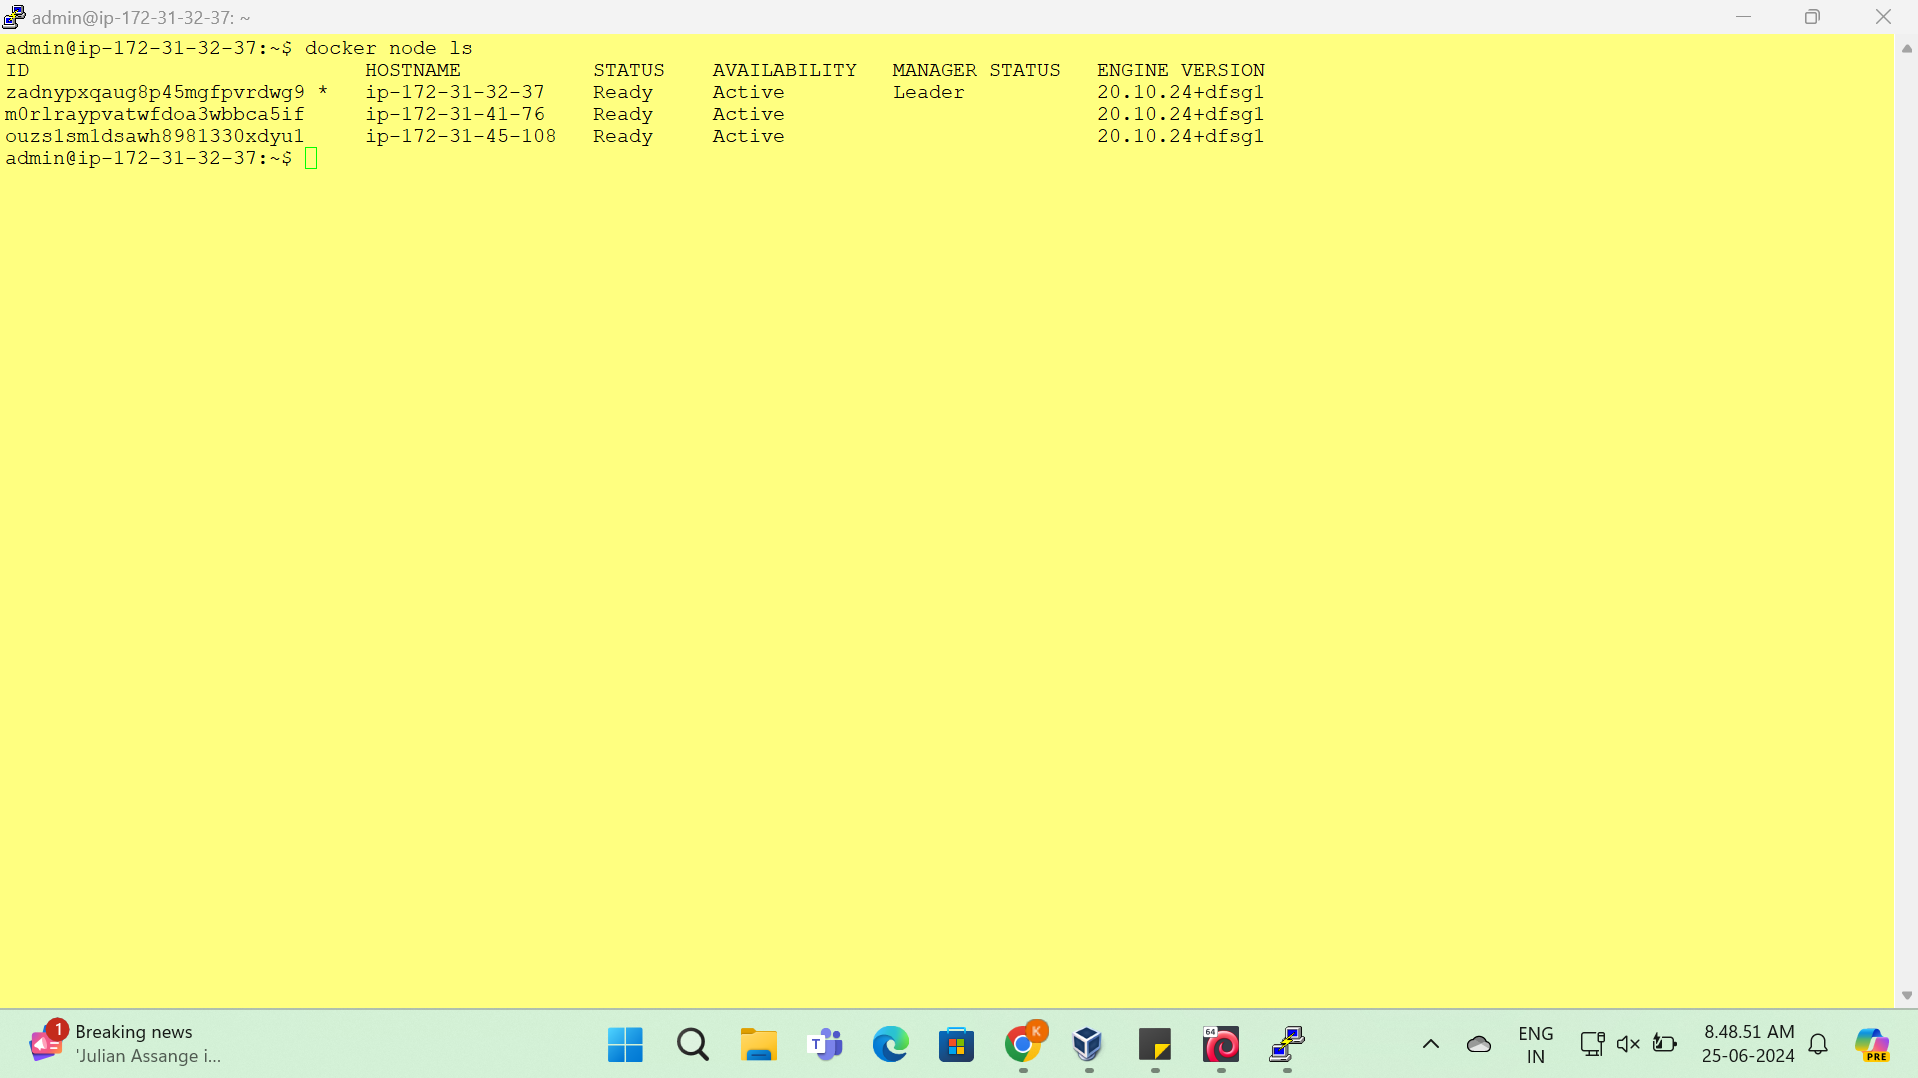 admin@ip-172-31-32-37: ~
admin@ip-172-31-32-37:~$ docker node ls
ID HOSTNAME STATUS AVAILABILITY MANAGER STATUS ENGINE VERSION
zadnypxqaug8p45mgfpvrdwg9 * ip-172-31-32-37 Ready Active Leader 20.10.24+dfsg1
m0rlraypvatwfdoa3wbbca5if ip-172-31-41-76 Ready Active 20.10.24+dfsg1
ouzs1sm1dsawh8981330xdyu1 ip-172-31-45-108 Ready Active 20.10.24+dfsg1
admin@ip-172-31-32-37:~$
1
Breaking news
'Julian Assange i...
T
K
64
ENG
IN
8.48.51 AM
25-06-2024
PRE